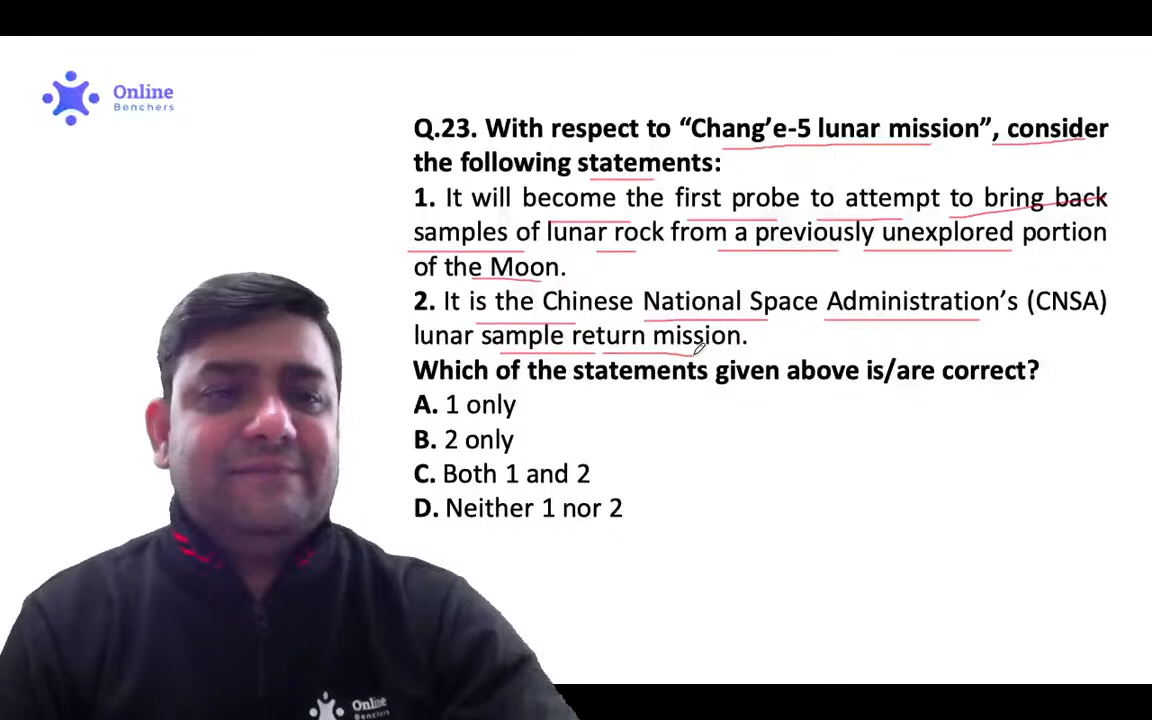 Online
Benchers
Q.23. With respect to “Chang’e-5 lunar mission”, consider
the following statements:
1. It will become the first probe to attempt to bring back
samples of lunar rock from a previously unexplored portion
of the Moon.
2. It is the Chinese National Space Administration’s (CNSA)
lunar sample return mission.
Which of the statements given above is/are correct?
A. 1 only
B. 2 only
C. Both 1 and 2
D. Neither 1 nor 2
Online
Benchers